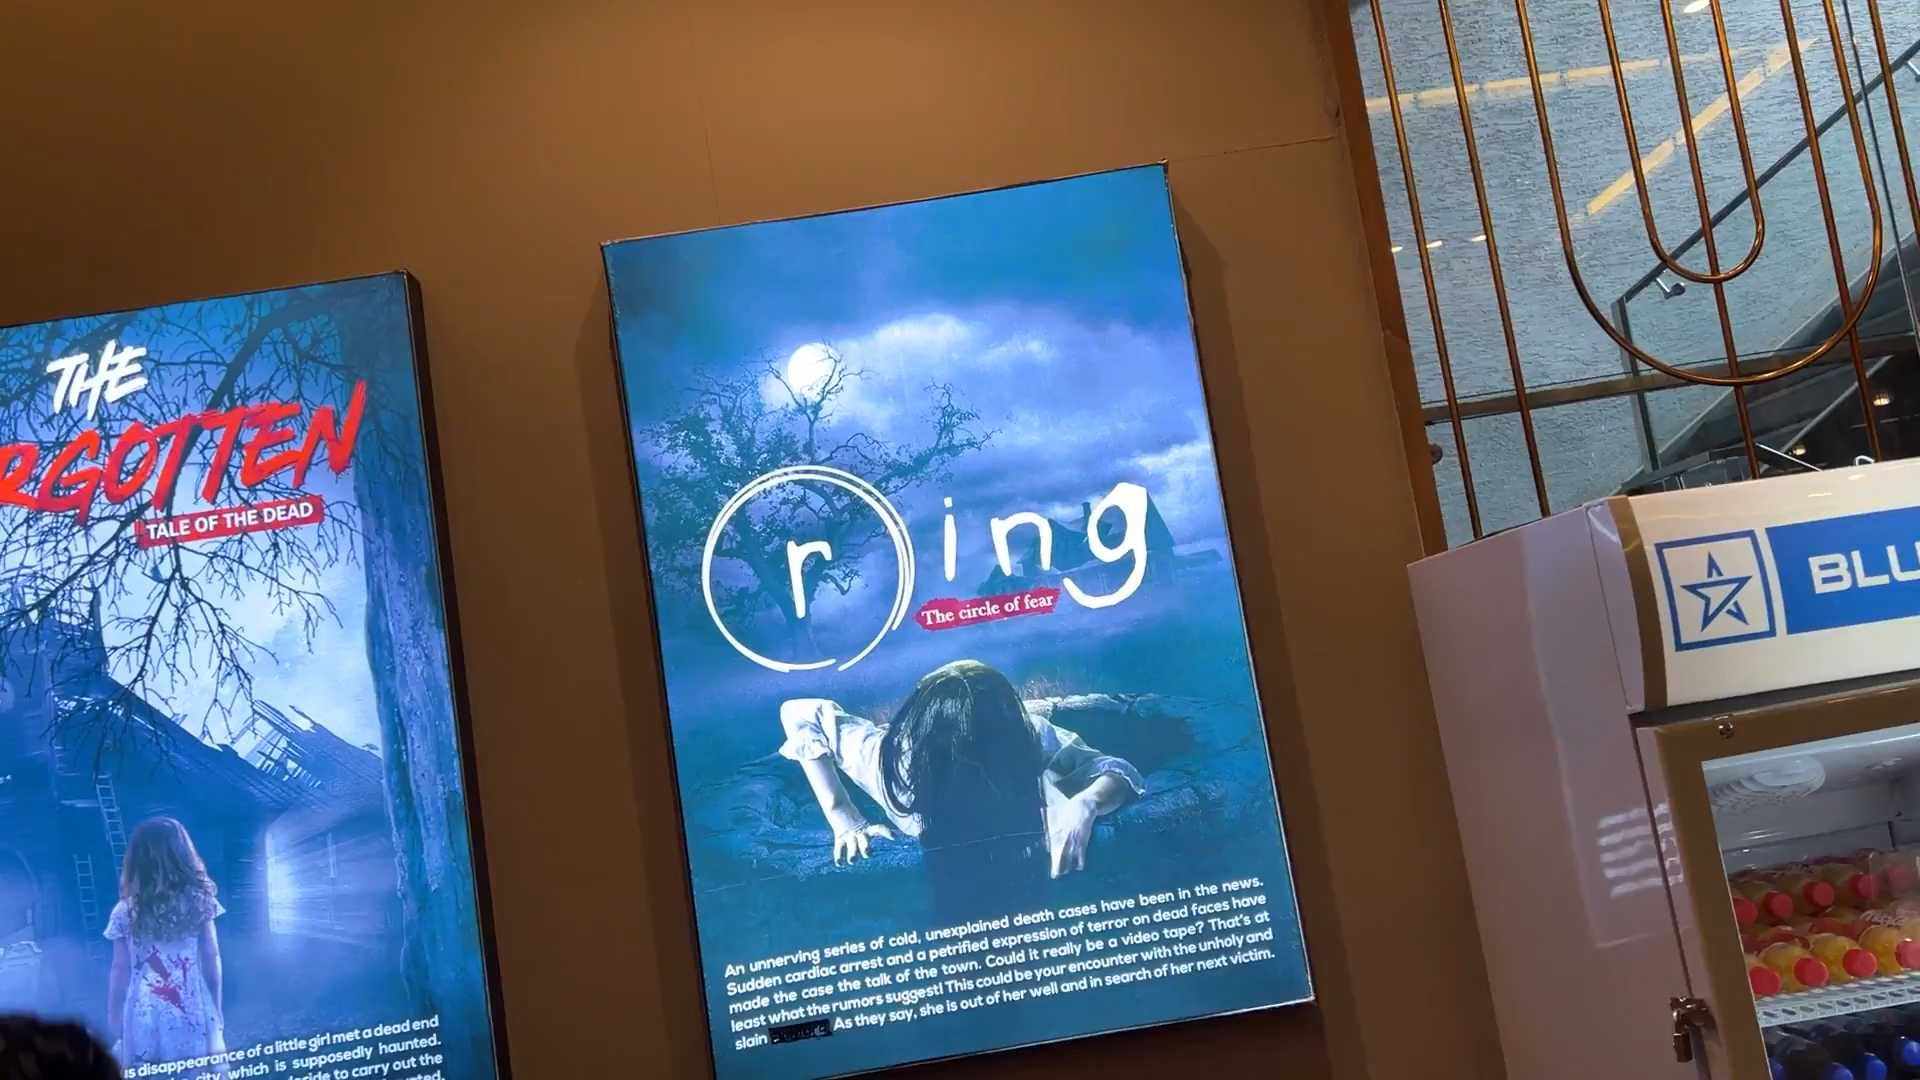 THE
RGOTTEN
TALE OF THE DEAD
us disappearance of a little girl met a dead end
city, which is supposedly haunted.
decide to carry out the
ring
The circle of fear
An unnerving series of cold, unexplained death cases have been in the news.
Sudden cardiac arrest and a petrified expression of terror on dead faces have
made the case the talk of the town. Could it really be a video tape? That's at
least what the rumors suggest! This could be your encounter with the unholy and
slain As they say, she is out of her well and in search of her next victim.
BLU